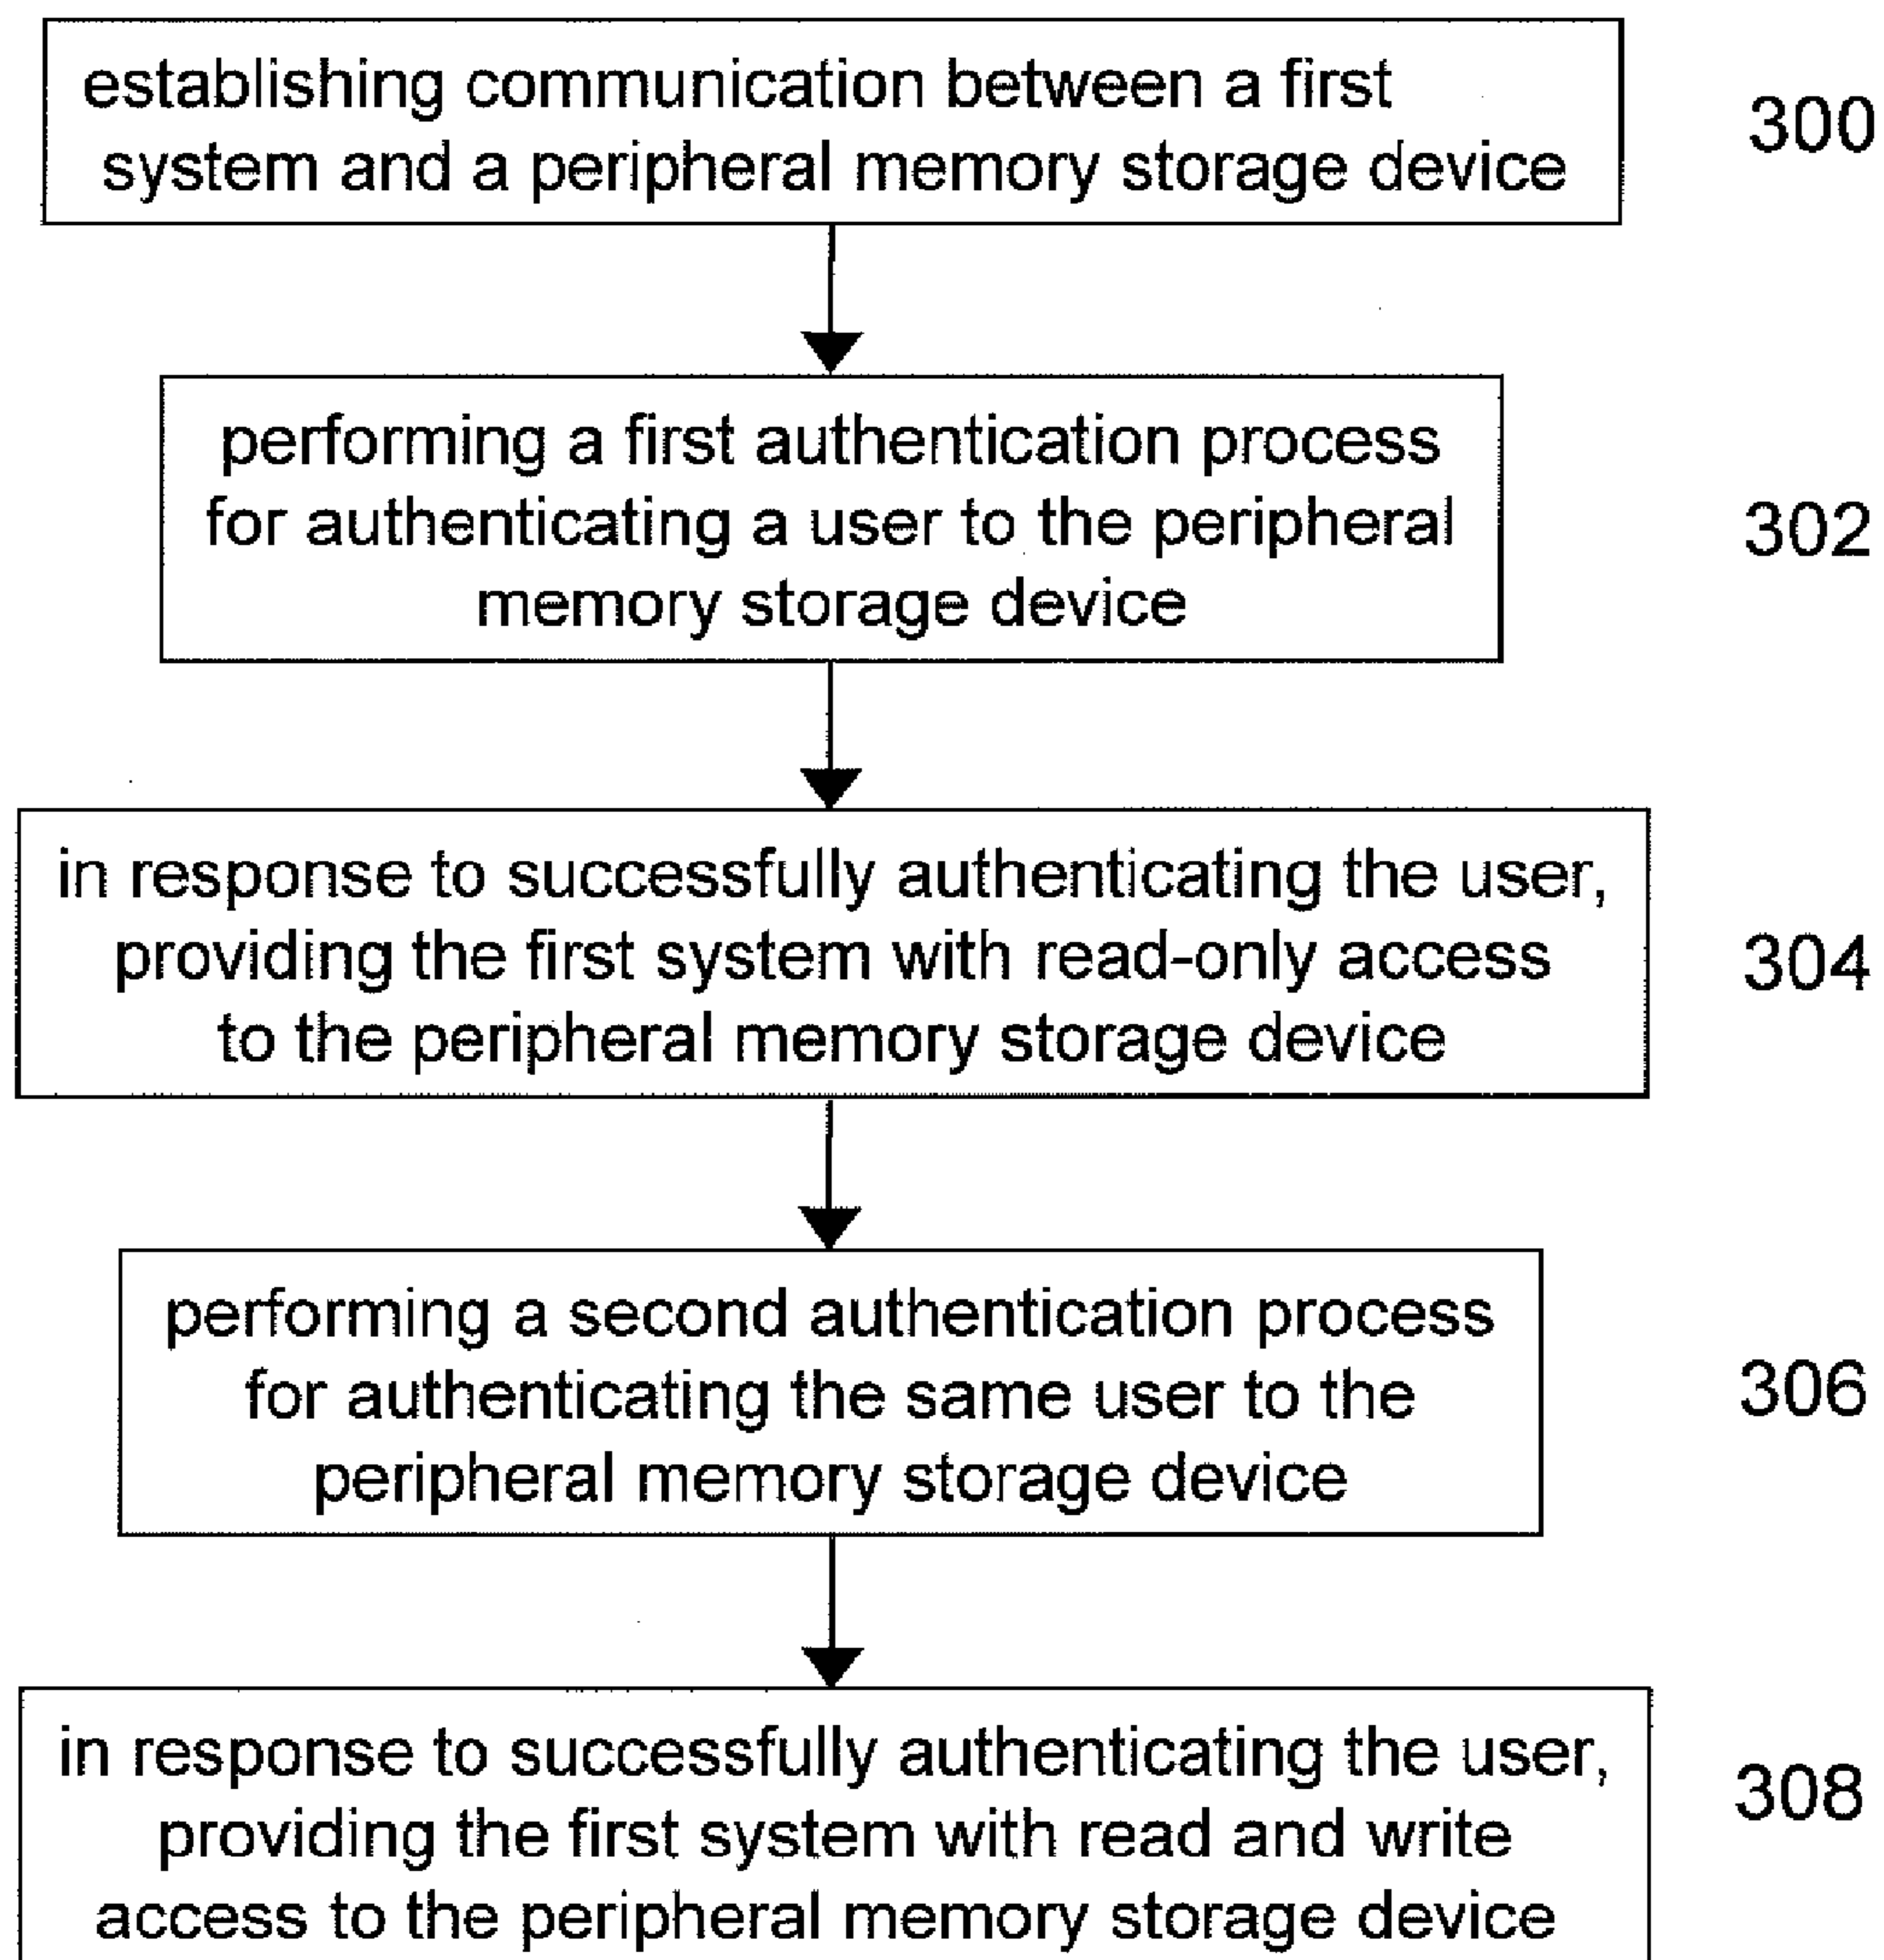 establishing communication between a first
system and a peripheral memory storage device
300
performing a first authentication process
for authenticating a user to the peripheral
memory storage device
302
in response to successfully authenticating the user,
providing the first system with read-only access
to the peripheral memory storage device
304
performing a second authentication process
for authenticating the same user to the
peripheral memory storage device
306
in response to successfully authenticating the user,
providing the first system with read and write
access to the peripheral memory storage device
308